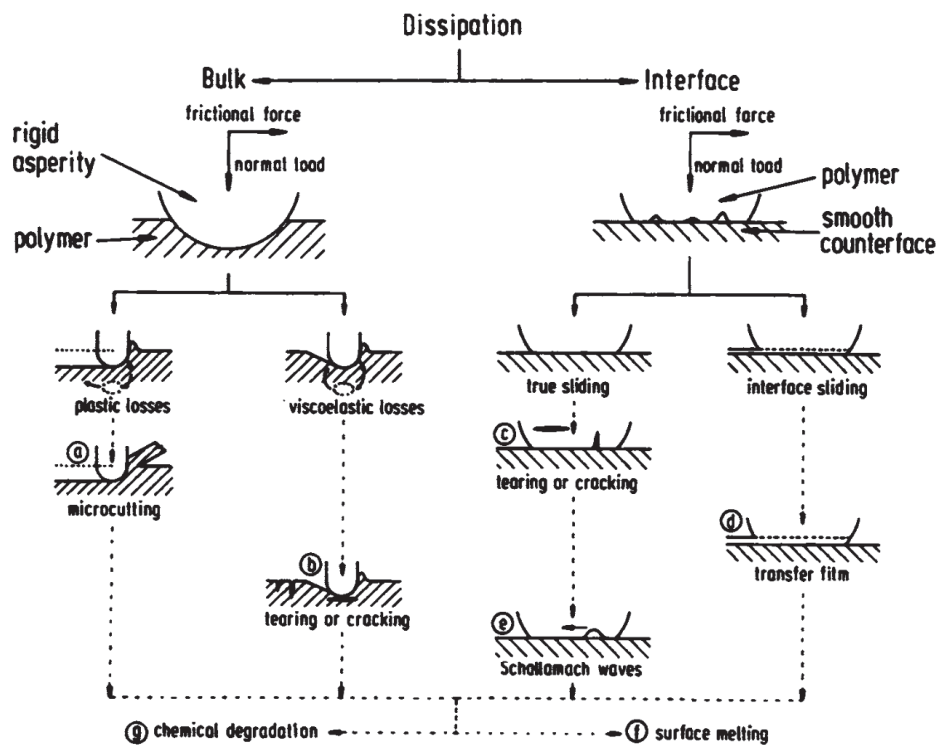 Dissipation
Bulk
Interface
frictional force
frictional farce
rigid
asperity
normal load
normal toad
polymer
polymer
smooth
counterface
plastic losses
viscoelastic losses
true sliding
interface sliding
ⓐ
ⓒ
microcutting
tearing or cracking
ⓓ
transfer film
ⓑ
tearing or cracking
ⓔ
Schallamach waves
ⓖ chemical degradation
ⓕ surface melting